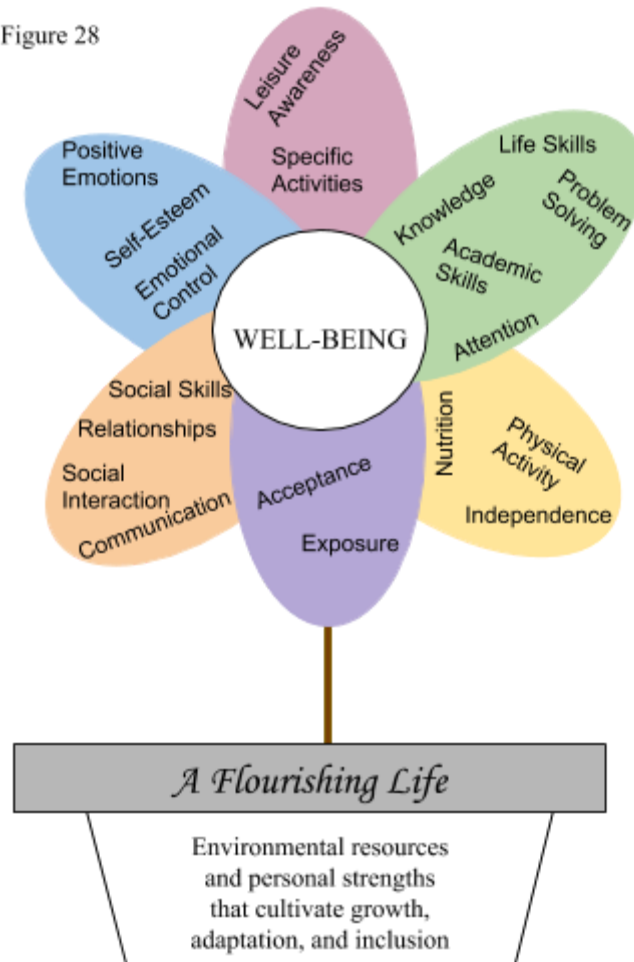 Figure 28
Leisure
Awareness
Specific
Activities
Positive
Emotions
Self-Esteem
Emotional
Control
Life Skills
Problem
Solving
Knowledge
Academic
Skills
Attention
WELL-BEING
Social Skills
Relationships
Social
Interaction
Communication
Acceptance
Exposure
Nutrition
Physical
Activity
Independence
A Flourishing Life
Environmental resources
and personal strengths
that cultivate growth,
adaptation, and inclusion